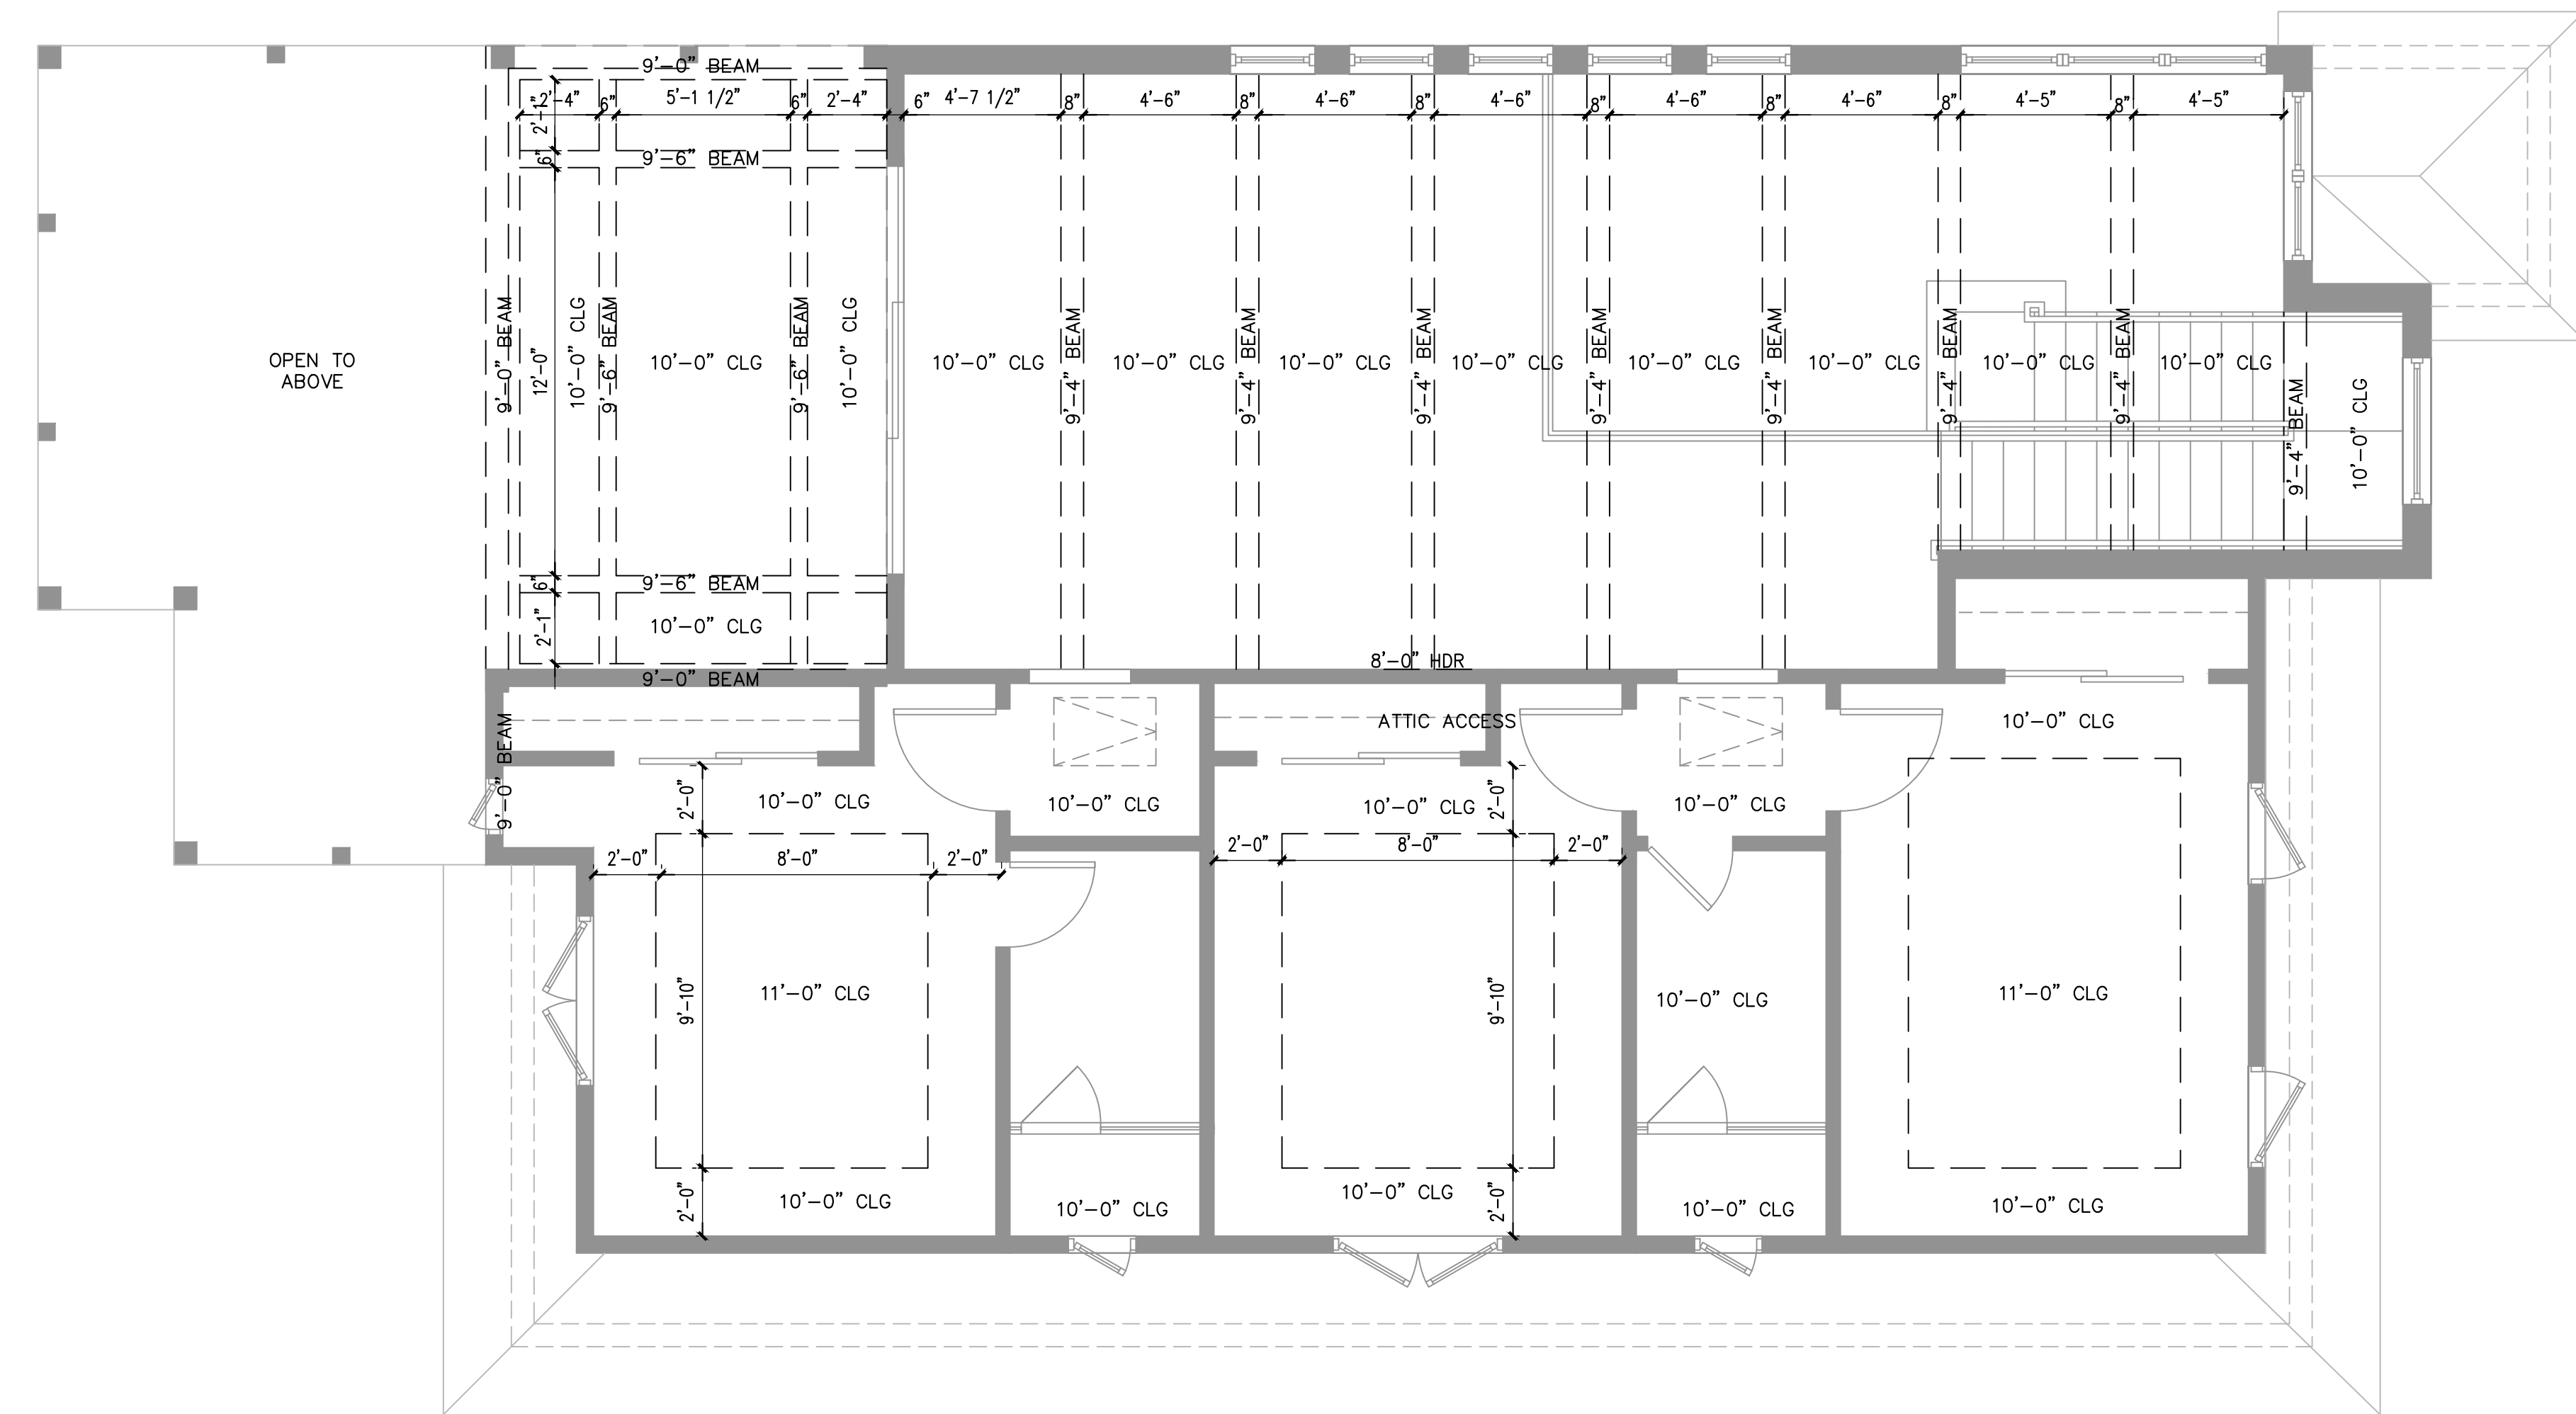 9'-0" BEAM
2'-4"
6"
5'-1 1/2"
6"
2'-4"
6"
4'-7 1/2"
8"
4'-6"
8"
4'-6"
8"
4'-6"
8"
4'-6"
8"
4'-6"
8"
4'-5"
8"
4'-5"
2'-1"
6"
9'-6" BEAM
OPEN TO
ABOVE
9'-0" BEAM
12'-0"
10'-0" CLG
9'-6" BEAM
10'-0" CLG
9'-6" BEAM
10'-0" CLG
10'-0" CLG
9'-4" BEAM
10'-0" CLG
9'-4" BEAM
10'-0" CLG
9'-4" BEAM
10'-0" CLG
9'-4" BEAM
10'-0" CLG
9'-4" BEAM
10'-0" CLG
9'-4" BEAM
10'-0" CLG
9'-4" BEAM
10'-0" CLG
9'-4" BEAM
10'-0" CLG
6"
9'-6" BEAM
2'-1"
10'-0" CLG
8'-0" HDR
9'-0" BEAM
9'-0" BEAM
ATTIC ACCESS
10'-0" CLG
2'-0"
10'-0" CLG
10'-0" CLG
10'-0" CLG
2'-0"
10'-0" CLG
2'-0"
8'-0"
2'-0"
2'-0"
8'-0"
2'-0"
9'-10"
11'-0" CLG
9'-10"
10'-0" CLG
11'-0" CLG
2'-0"
10'-0" CLG
10'-0" CLG
10'-0" CLG
2'-0"
10'-0" CLG
10'-0" CLG